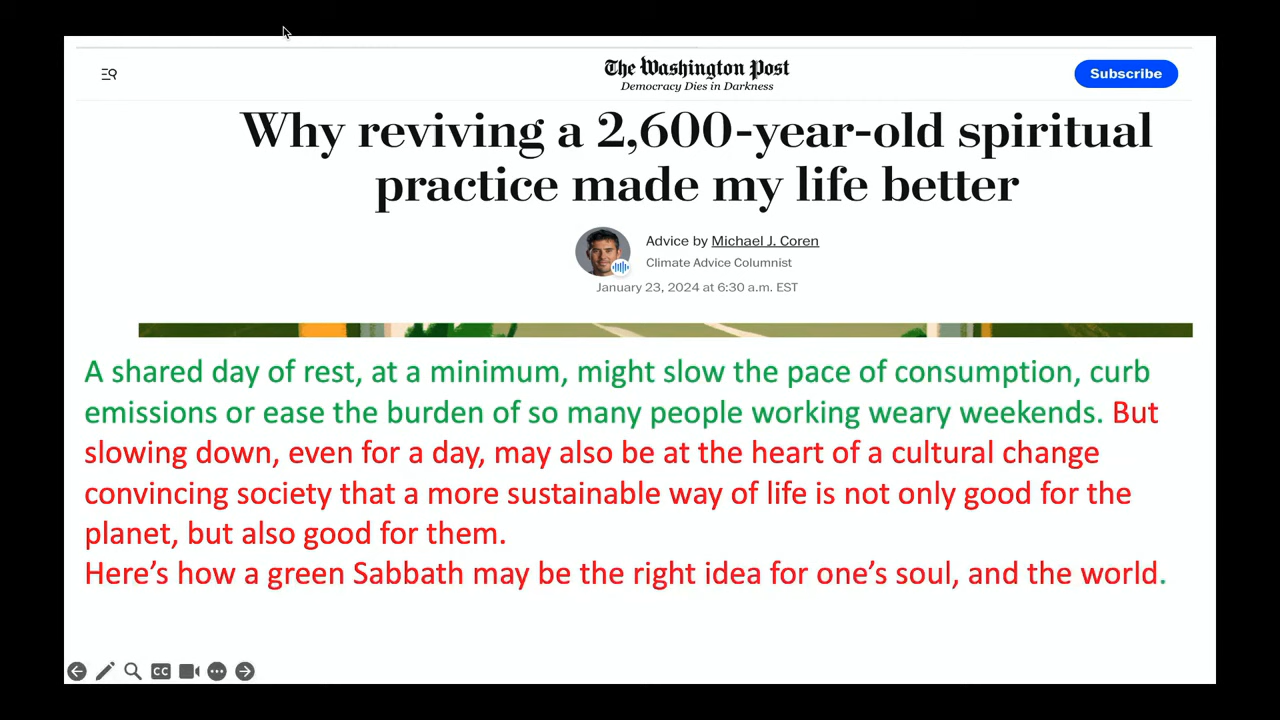 The Washington Post
Democracy Dies in Darkness
Subscribe
Why reviving a 2,600-year-old spiritual
practice made my life better
Advice by Michael J. Coren
Climate Advice Columnist
January 23, 2024 at 6:30 a.m. EST
A shared day of rest, at a minimum, might slow the pace of consumption, curb
emissions or ease the burden of so many people working weary weekends. But
slowing down, even for a day, may also be at the heart of a cultural change
convincing society that a more sustainable way of life is not only good for the
planet, but also good for them.
Here’s how a green Sabbath may be the right idea for one’s soul, and the world.
CC